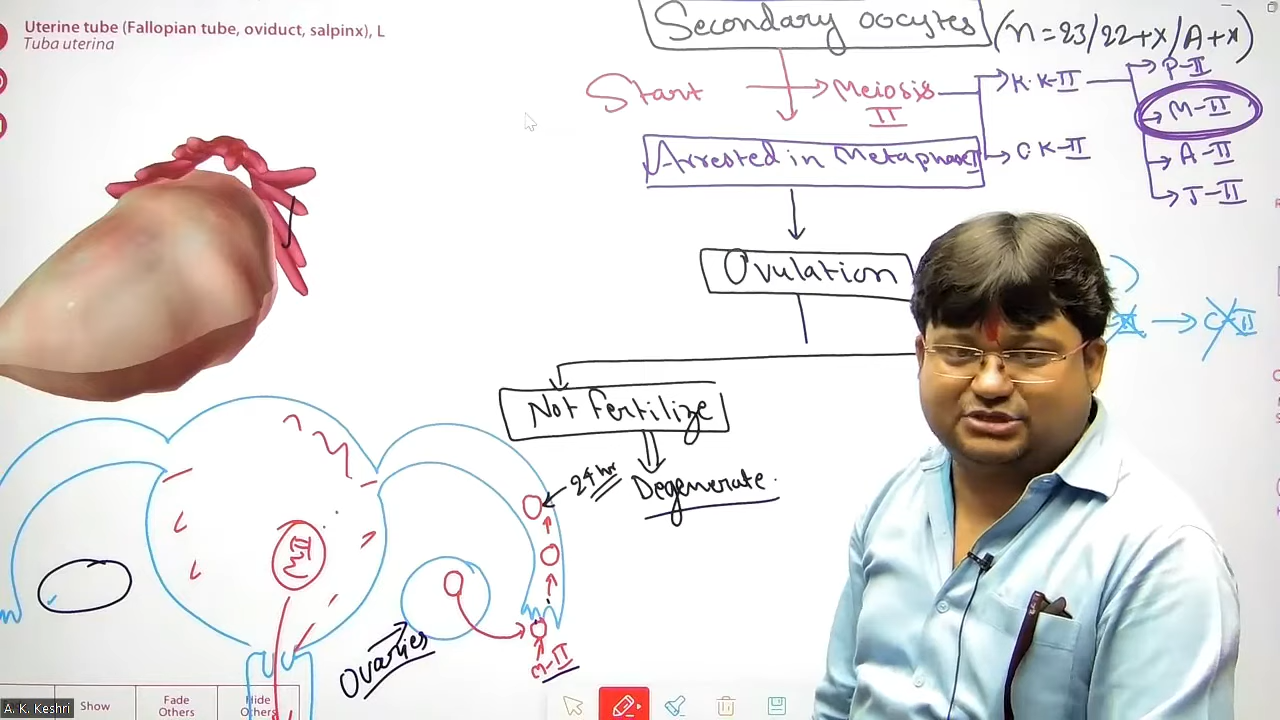 Uterine tube (Fallopian tube, oviduct, salpinx), L
Tuba uterina
Secondary oocytes (n=23/22+x/A+x)
Start → Meiosis II
K.K-II
C.K-II
P-II
M-II
A-II
T-II
Arrested in Metaphase II
Ovulation
Not fertilize
24 hr
Degenerate
Ovaries
M-II
A. K. Keshri
Show
Fade
Others
Hide
Others